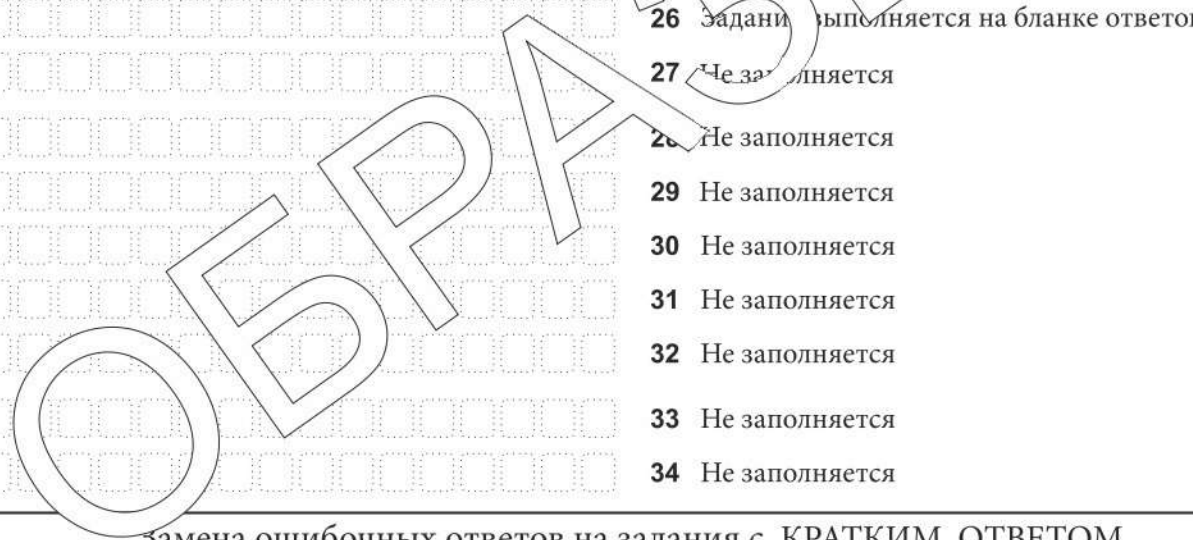 26 Задание выполняется на бланке ответов
27 Не заполняется
28 Не заполняется
29 Не заполняется
30 Не заполняется
31 Не заполняется
32 Не заполняется
33 Не заполняется
34 Не заполняется
Замена ошибочных ответов на задания с КРАТКИМ ОТВЕТОМ
ОБРАЗ